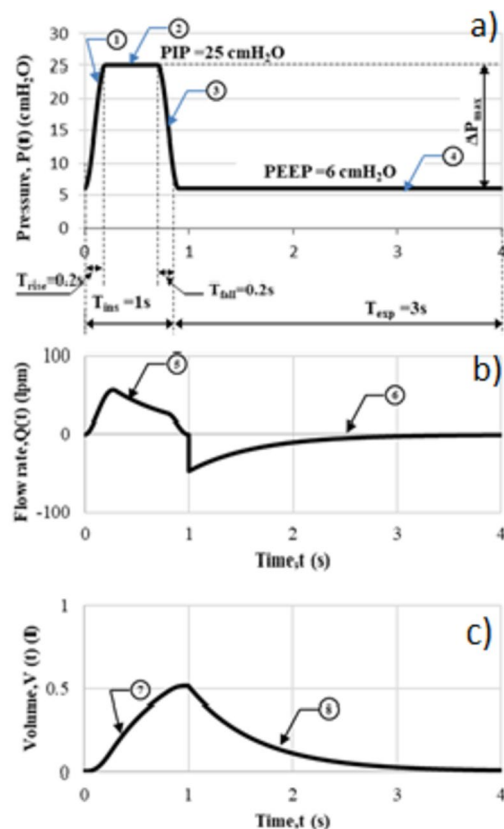 a)
30
25
20
15
10
5
0
Pressure, P(t) (cmH2O)
1
2
PIP =25 cmH2O
3
ΔPmax
PEEP =6 cmH2O
4
0 1 2 3 4
Trise=0.2s
Tfall=0.2s
Tins=1s
Texp=3s
b)
100
0
-100
Flow rate,Q(t) (lpm)
5
6
0 1 2 3 4
Time,t (s)
c)
1
0.5
0
Volume,V (t) (l)
7
8
0 1 2 3 4
Time,t (s)